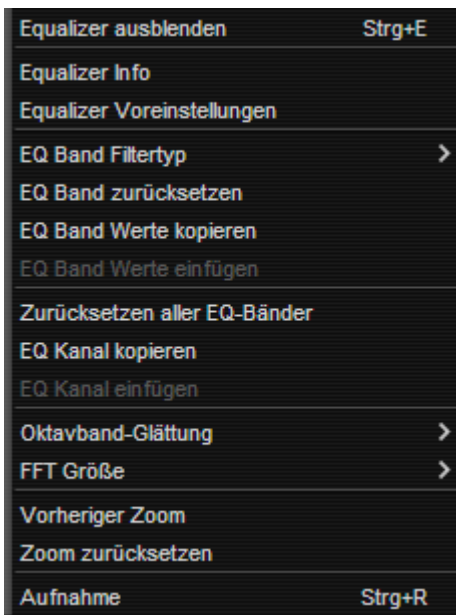 Equalizer ausblenden Strg+E
Equalizer Info
Equalizer Voreinstellungen
EQ Band Filtertyp
EQ Band zurücksetzen
EQ Band Werte kopieren
EQ Band Werte einfügen
Zurücksetzen aller EQ-Bänder
EQ Kanal kopieren
EQ Kanal einfügen
Oktavband-Glättung
FFT Größe
Vorheriger Zoom
Zoom zurücksetzen
Aufnahme Strg+R